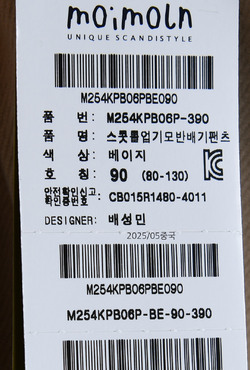 moimoln
UNIQUE SCANDISTYLE
M254KPB06PBE090
품 번: M254KPB06P-390
품 명: 스콧롤업기모반배기팬츠
색 상: 베이지
호 칭: 90 (80-130)
안전확인신고
확인증번호: CB015R1480-4011
DESIGNER: 배성민
2025/05중국
M254KPB06PBE090
M254KPB06P-BE-90-390